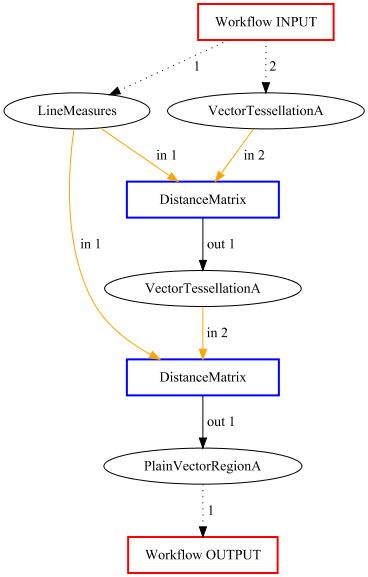 Workflow INPUT
1
2
LineMeasures
VectorTessellationA
in 1
in 2
DistanceMatrix
in 1
out 1
VectorTessellationA
in 2
DistanceMatrix
out 1
PlainVectorRegionA
1
Workflow OUTPUT